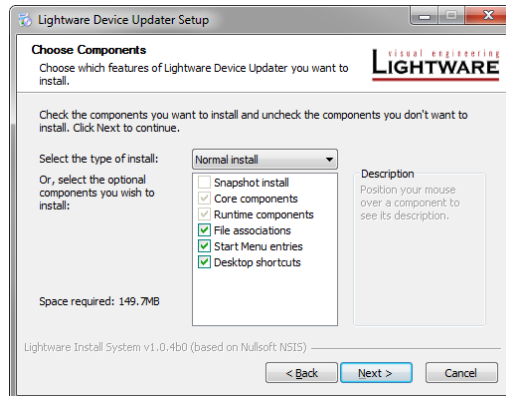 Lightware Device Updater Setup
Choose Components
Choose which features of Lightware Device Updater you want to
install.
visual engineering
LIGHTWARE
Check the components you want to install and uncheck the components you don't want to
install. Click Next to continue.
Select the type of install:
Normal install
Or, select the optional
components you wish to
install:
Snapshot install
Core components
Runtime components
File associations
Start Menu entries
Desktop shortcuts
Description
Position your mouse
over a component to
see its description.
Space required: 149.7MB
Lightware Install System v1.0.4b0 (based on Nullsoft NSIS)
< Back
Next >
Cancel